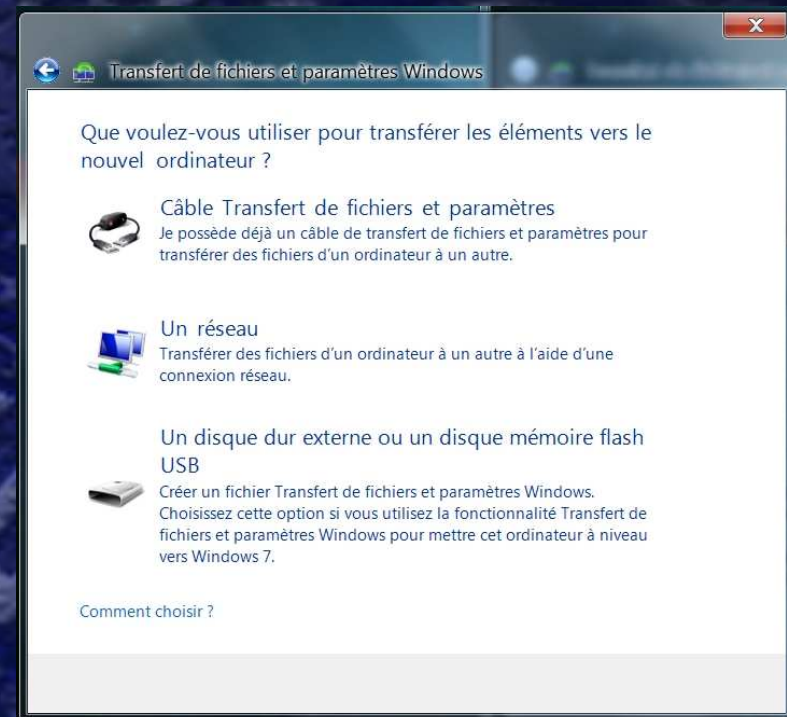 Transfert de fichiers et paramètres Windows
Que voulez-vous utiliser pour transférer les éléments vers le
nouvel ordinateur ?
Câble Transfert de fichiers et paramètres
Je possède déjà un câble de transfert de fichiers et paramètres pour
transférer des fichiers d'un ordinateur à un autre.
Un réseau
Transférer des fichiers d'un ordinateur à un autre à l'aide d'une
connexion réseau.
Un disque dur externe ou un disque mémoire flash
USB
Créer un fichier Transfert de fichiers et paramètres Windows.
Choisissez cette option si vous utilisez la fonctionnalité Transfert de
fichiers et paramètres Windows pour mettre cet ordinateur à niveau
vers Windows 7.
Comment choisir ?